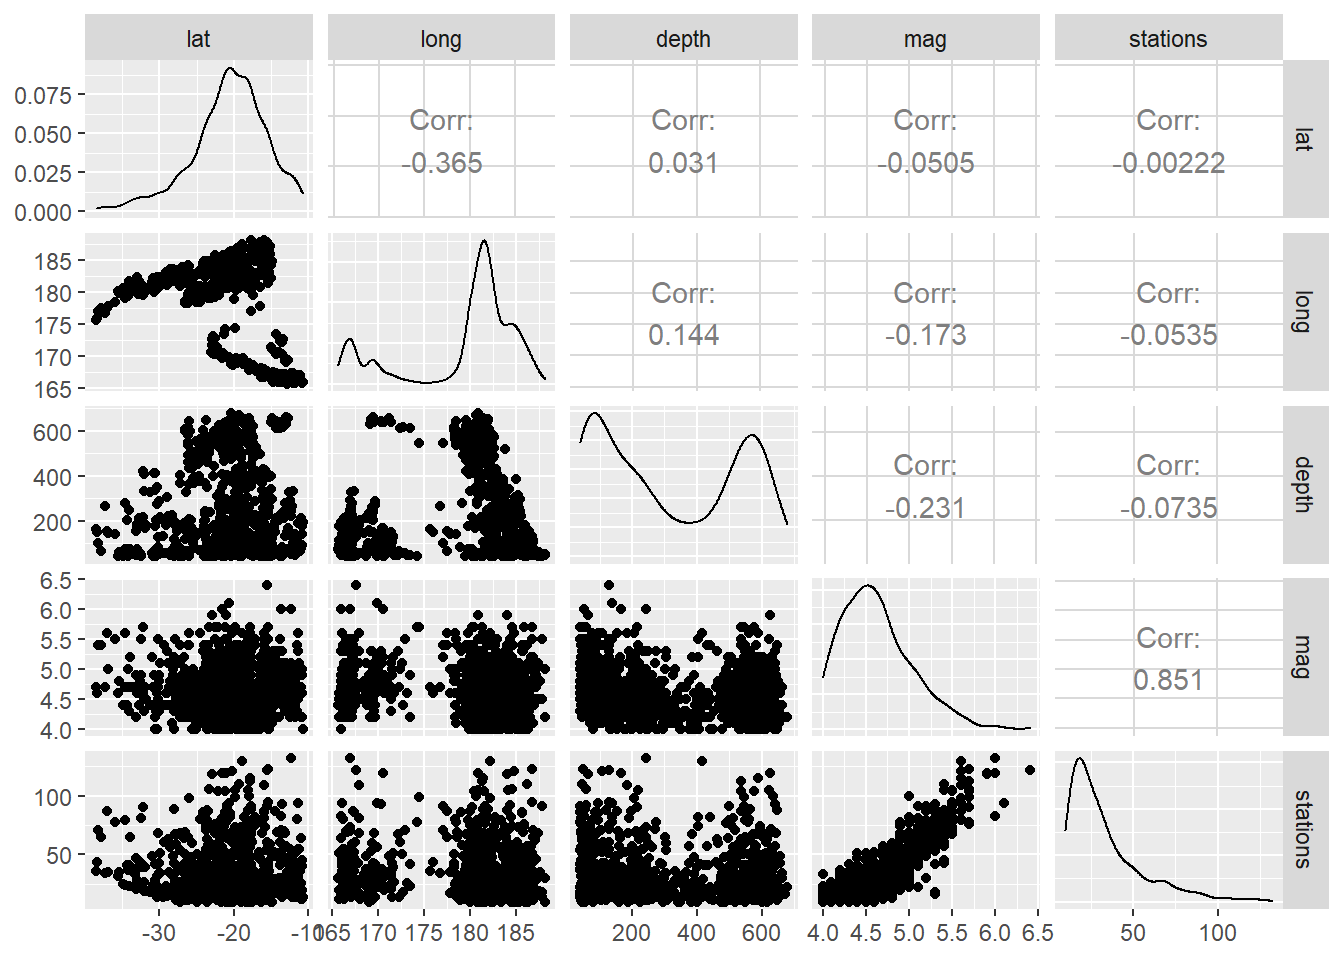 lat
long
depth
mag
stations
0.075
0.050
0.025
0.000
Corr:
-0.365
Corr:
0.031
Corr:
-0.0505
Corr:
-0.00222
lat
185
180
175
170
165
Corr:
0.144
Corr:
-0.173
Corr:
-0.0535
long
600
400
200
Corr:
-0.231
Corr:
-0.0735
depth
6.5
6.0
5.5
5.0
4.5
4.0
Corr:
0.851
mag
100
50
stations
-30 -20 -10
165 170 175 180 185
200 400 600
4.0 4.5 5.0 5.5 6.0 6.5
50 100